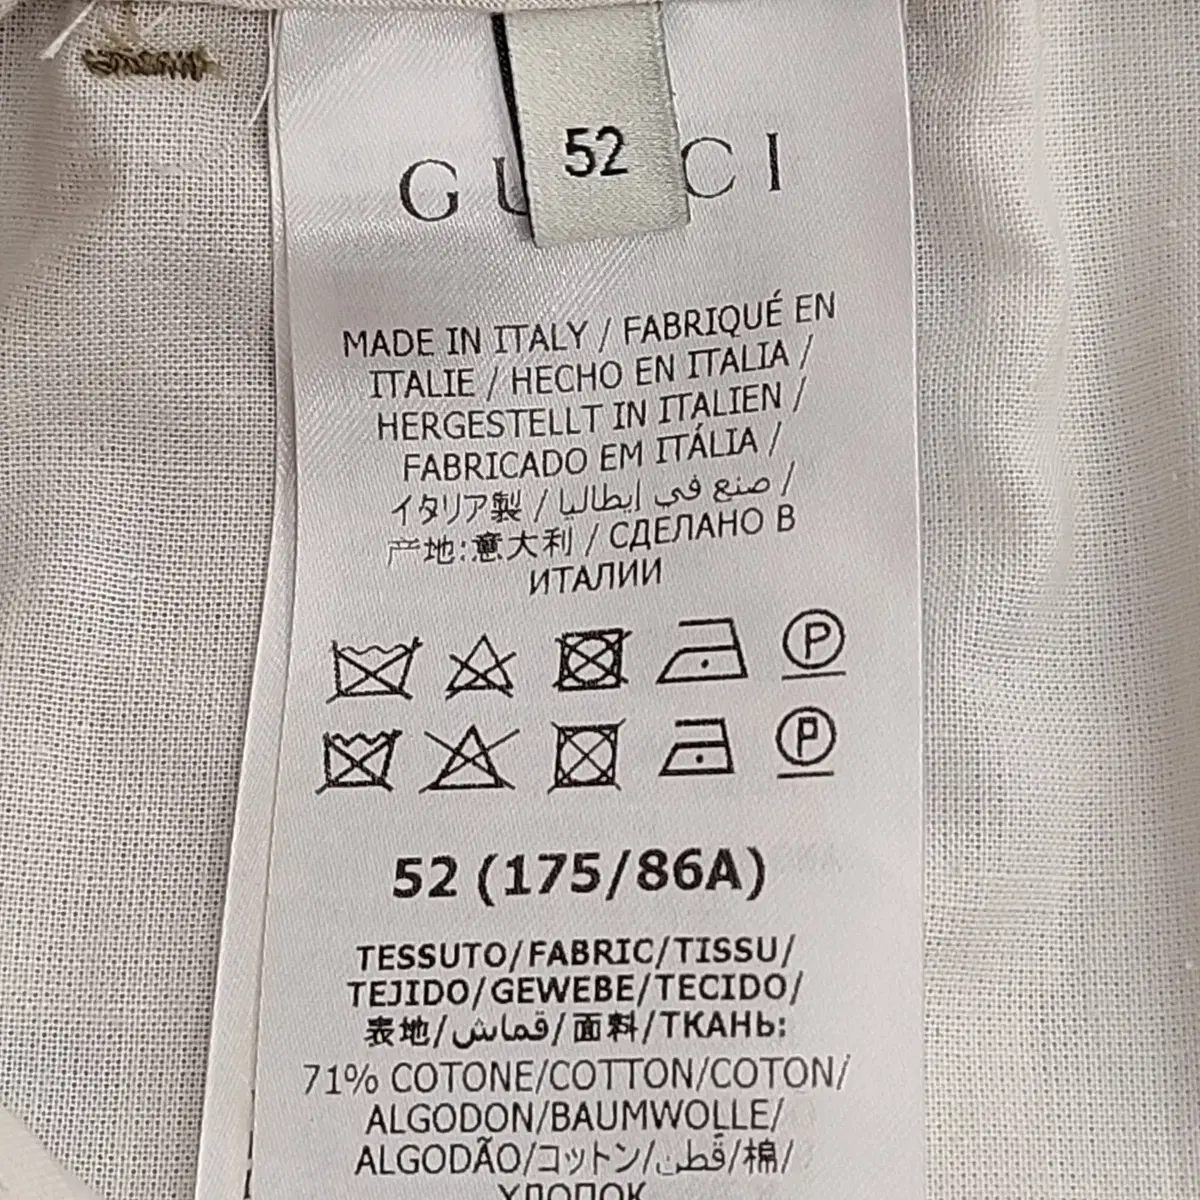 52
GUCCI
MADE IN ITALY / FABRIQUÉ EN
ITALIE / HECHO EN ITALIA /
HERGESTELLT IN ITALIEN /
FABRICADO EM ITÁLIA /
イタリア製 / صنع في إيطاليا /
产地:意大利 / СДЕЛАНО В
ИТАЛИИ
P
P
52 (175/86A)
TESSUTO/FABRIC/TISSU/
TEJIDO/GEWEBE/TECIDO/
表地/قماش/面料/ТКАНЬ:
71% COTONE/COTTON/COTON/
ALGODON/BAUMWOLLE/
ALGODÃO/コットン/قطن/棉/
ХЛОПОК